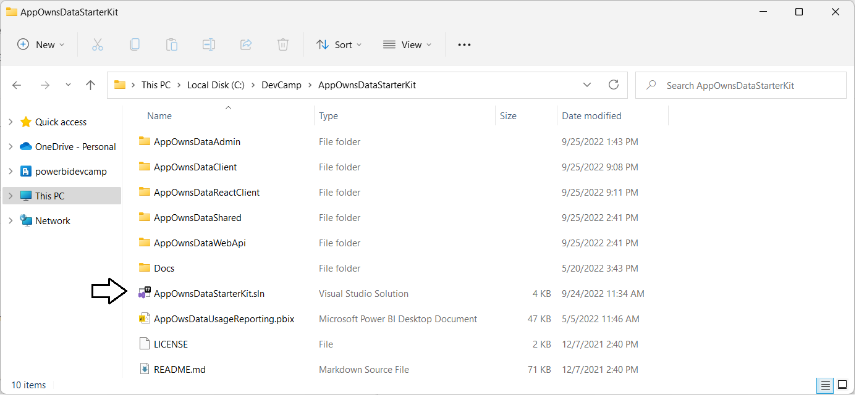 AppOwnsDataStarterKit
New Sort View
This PC Local Disk (C:) DevCamp AppOwnsDataStarterKit Search AppOwnsDataStarterKit
Quick access
OneDrive - Personal
powerbidevcamp
This PC
Network
Name Type Size Date modified
AppOwnsDataAdmin File folder 9/25/2022 1:43 PM
AppOwnsDataClient File folder 9/25/2022 9:08 PM
AppOwnsDataReactClient File folder 9/25/2022 9:11 PM
AppOwnsDataShared File folder 9/25/2022 2:41 PM
AppOwnsDataWebApi File folder 9/25/2022 2:41 PM
Docs File folder 5/20/2022 3:43 PM
AppOwnsDataStarterKit.sln Visual Studio Solution 4 KB 9/24/2022 11:34 AM
AppOwsDataUsageReporting.pbix Microsoft Power BI Desktop Document 47 KB 5/5/2022 11:46 AM
LICENSE File 2 KB 12/7/2021 2:40 PM
README.md Markdown Source File 71 KB 12/7/2021 2:40 PM
10 items